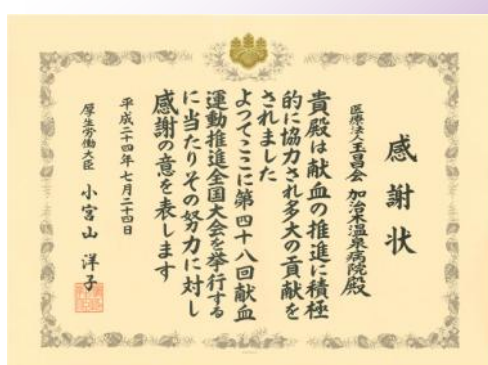 感謝状
医療法人玉昌会 加治木温泉病院殿
貴殿は献血の推進に積極
的に協力され多大の貢献を
されました
よつてここに第四十八回献血
運動推進全国大会を挙行する
に当たりその努力に対し
感謝の意を表します
平成二十四年七月二十四日
厚生労働大臣 小宮山 洋子